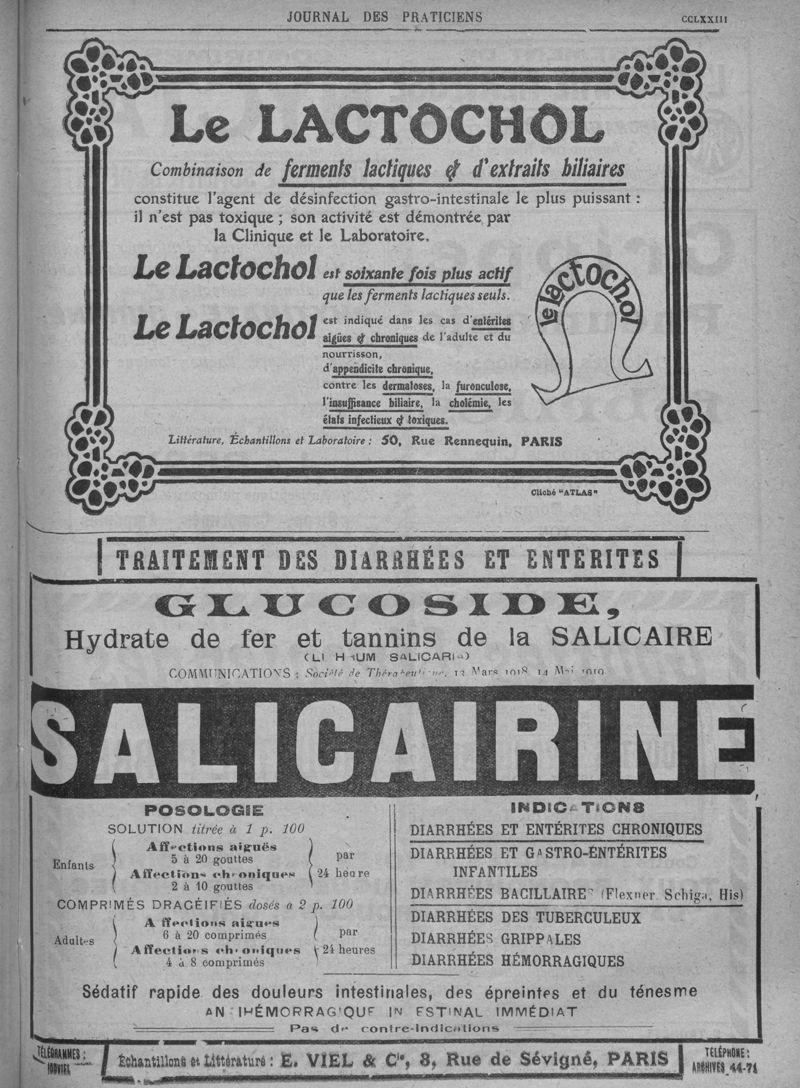 JOURNAL DES PRATICIENS
CCLXXIII
Le LACTOCHOL
Combinaison de ferments lactiques & d'extraits biliaires
constitue l'agent de désinfection gastro-intestinale le plus puissant :
il n'est pas toxique ; son activité est démontrée par
la Clinique et le Laboratoire.
Le Lactochol est soixante fois plus actif
que les ferments lactiques seuls.
le lactochol
Le Lactochol est indiqué dans les cas d'entérites
aigües & chroniques de l'adulte et du
nourrisson,
d'appendicite chronique,
contre les dermatoses, la furonculose,
l'insuffisance biliaire, la cholémie, les
états infectieux & toxiques.
Littérature, Échantillons et Laboratoire : 50, Rue Rennequin, PARIS
Cliché "ATLAS"
TRAITEMENT DES DIARRHÉES ET ENTERITES
GLUCOSIDE,
Hydrate de fer et tannins de la SALICAIRE
(LI H UM SALICARIA)
COMMUNICATIONS : Société de Thérapeutique, 13 Mars 1918, 14 Mai 1919
SALICAIRINE
POSOLOGIE
SOLUTION titrée à 1 p. 100
Enfants
Affections aiguës
5 à 20 gouttes
Affections chroniques
2 à 10 gouttes
par
24 heure
COMPRIMÉS DRAGÉIFIÉS dosés à 2 p. 100
Adultes
Affections aigues
6 à 20 comprimés
Affections chroniques
4 à 8 comprimés
par
24 heures
INDICATIONS
DIARRHÉES ET ENTÉRITES CHRONIQUES
DIARRHÉES ET GASTRO-ÉNTÉRITES
INFANTILES
DIARRHÉES BACILLAIRES (Flexner, Schiga, His)
DIARRHÉES DES TUBERCULEUX
DIARRHÉES GRIPPALES
DIARRHÉES HÉMORRAGIQUES
Sédatif rapide des douleurs intestinales, des épreintes et du ténesme
ANTIHÉMORRAGIQUE INTESTINAL IMMÉDIAT
Pas de contre-indications
TÉLÉGRAMMES :
Échantillons et Littérature : E. VIEL & Cie, 3, Rue de Sévigné, PARIS
TÉLÉPHONE :
ARCHIVES 44-71